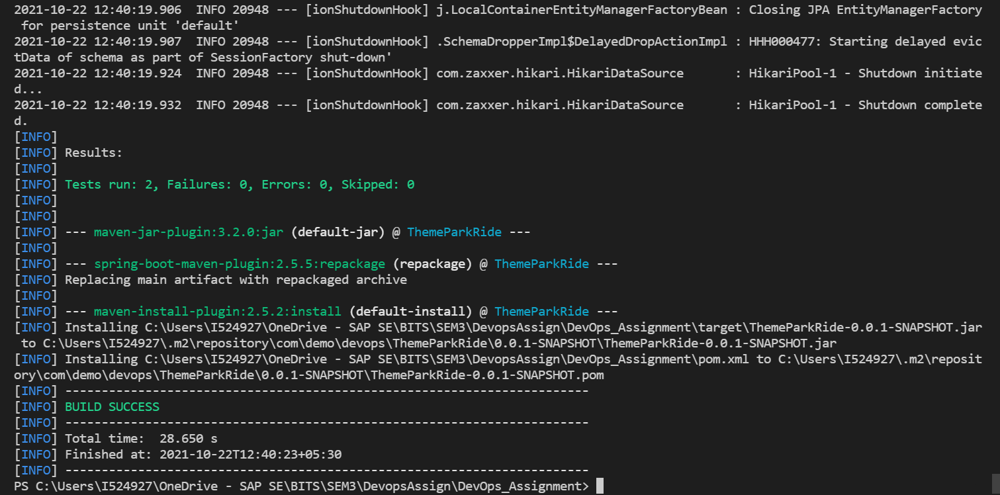 2021-10-22 12:40:19.906  INFO 20948 --- [ionShutdownHook] j.LocalContainerEntityManagerFactoryBean : Closing JPA EntityManagerFactory
 for persistence unit 'default'
2021-10-22 12:40:19.907  INFO 20948 --- [ionShutdownHook] .SchemaDropperImpl$DelayedDropActionImpl : HHH000477: Starting delayed evic
tData of schema as part of SessionFactory shut-down'
2021-10-22 12:40:19.924  INFO 20948 --- [ionShutdownHook] com.zaxxer.hikari.HikariDataSource       : HikariPool-1 - Shutdown initiate
d...
2021-10-22 12:40:19.932  INFO 20948 --- [ionShutdownHook] com.zaxxer.hikari.HikariDataSource       : HikariPool-1 - Shutdown complete
d.
[INFO]
[INFO] Results:
[INFO]
[INFO] Tests run: 2, Failures: 0, Errors: 0, Skipped: 0
[INFO]
[INFO]
[INFO] --- maven-jar-plugin:3.2.0:jar (default-jar) @ ThemeParkRide ---
[INFO]
[INFO] --- spring-boot-maven-plugin:2.5.5:repackage (repackage) @ ThemeParkRide ---
[INFO] Replacing main artifact with repackaged archive
[INFO]
[INFO] --- maven-install-plugin:2.5.2:install (default-install) @ ThemeParkRide ---
[INFO] Installing C:\Users\I524927\OneDrive - SAP SE\BITS\SEM3\DevopsAssign\DevOps_Assignment\target\ThemeParkRide-0.0.1-SNAPSHOT.jar
 to C:\Users\I524927\.m2\repository\com\demo\devops\ThemeParkRide\0.0.1-SNAPSHOT\ThemeParkRide-0.0.1-SNAPSHOT.jar
[INFO] Installing C:\Users\I524927\OneDrive - SAP SE\BITS\SEM3\DevopsAssign\DevOps_Assignment\pom.xml to C:\Users\I524927\.m2\reposit
ory\com\demo\devops\ThemeParkRide\0.0.1-SNAPSHOT\ThemeParkRide-0.0.1-SNAPSHOT.pom
[INFO] ------------------------------------------------------------------------
[INFO] BUILD SUCCESS
[INFO] ------------------------------------------------------------------------
[INFO] Total time:  28.650 s
[INFO] Finished at: 2021-10-22T12:40:23+05:30
[INFO] ------------------------------------------------------------------------
PS C:\Users\I524927\OneDrive - SAP SE\BITS\SEM3\DevopsAssign\DevOps_Assignment>